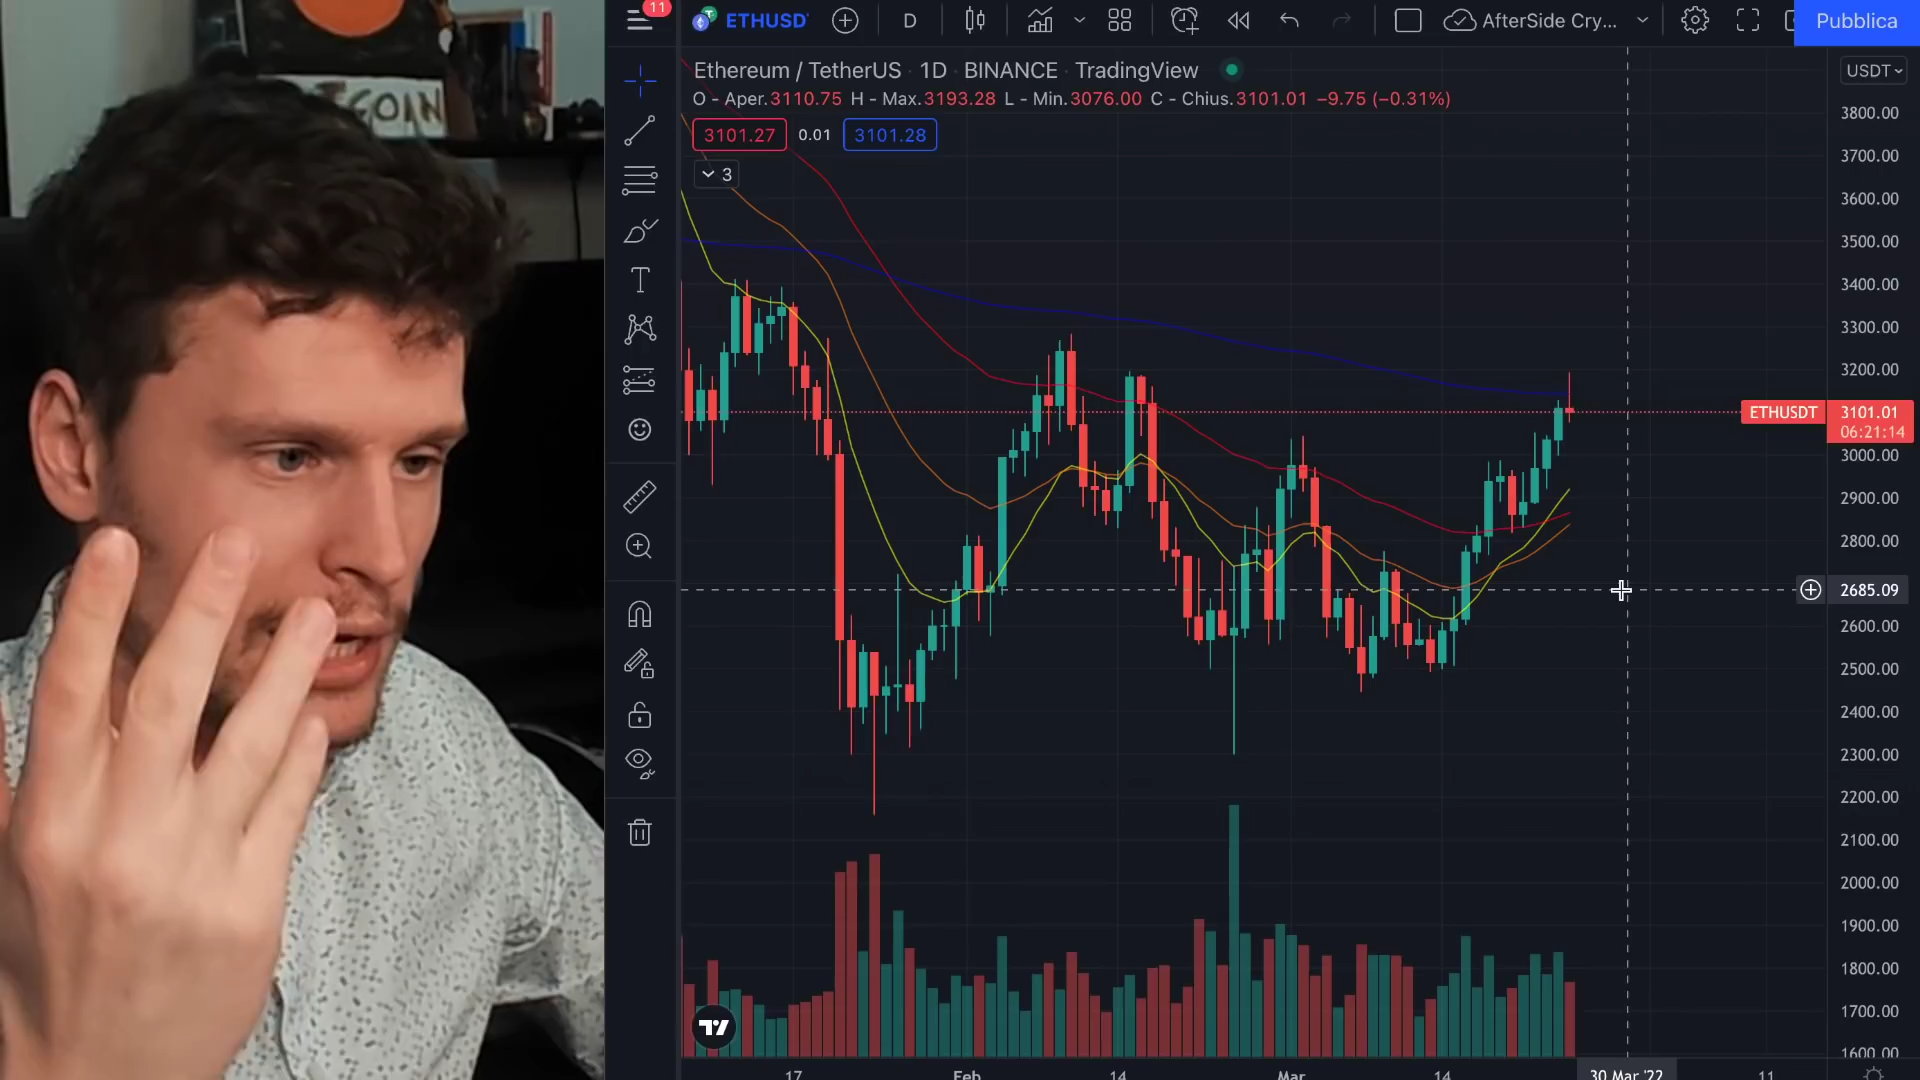 COIN
11
ETHUSD
D
AfterSide Cry...
Pubblica
Ethereum / TetherUS · 1D · BINANCE · TradingView
USDT
O - Aper.3110.75 H - Max.3193.28 L - Min.3076.00 C - Chius.3101.01 −9.75 (−0.31%)
3101.27 0.01 3101.28
3
3800.00
3700.00
3600.00
3500.00
3400.00
3300.00
3200.00
ETHUSDT 3101.01
06:21:14
3000.00
2900.00
2800.00
2685.09
2600.00
2500.00
2400.00
2300.00
2200.00
2100.00
2000.00
1900.00
1800.00
1700.00
1600.00
17 Feb 14 Mar 14 30 Mar '22 11